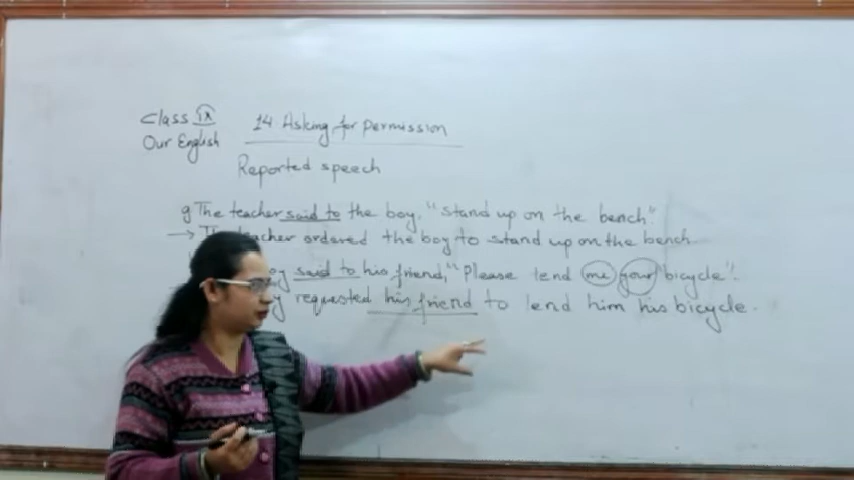 Class IX
Our English
14 Asking for permission
Reported speech
g The teacher said to the boy, "Stand up on the bench"
→ teacher ordered the boy to stand up on the bench
said to his friend, "Please lend me your bicycle".
requested his friend to lend him his bicycle.